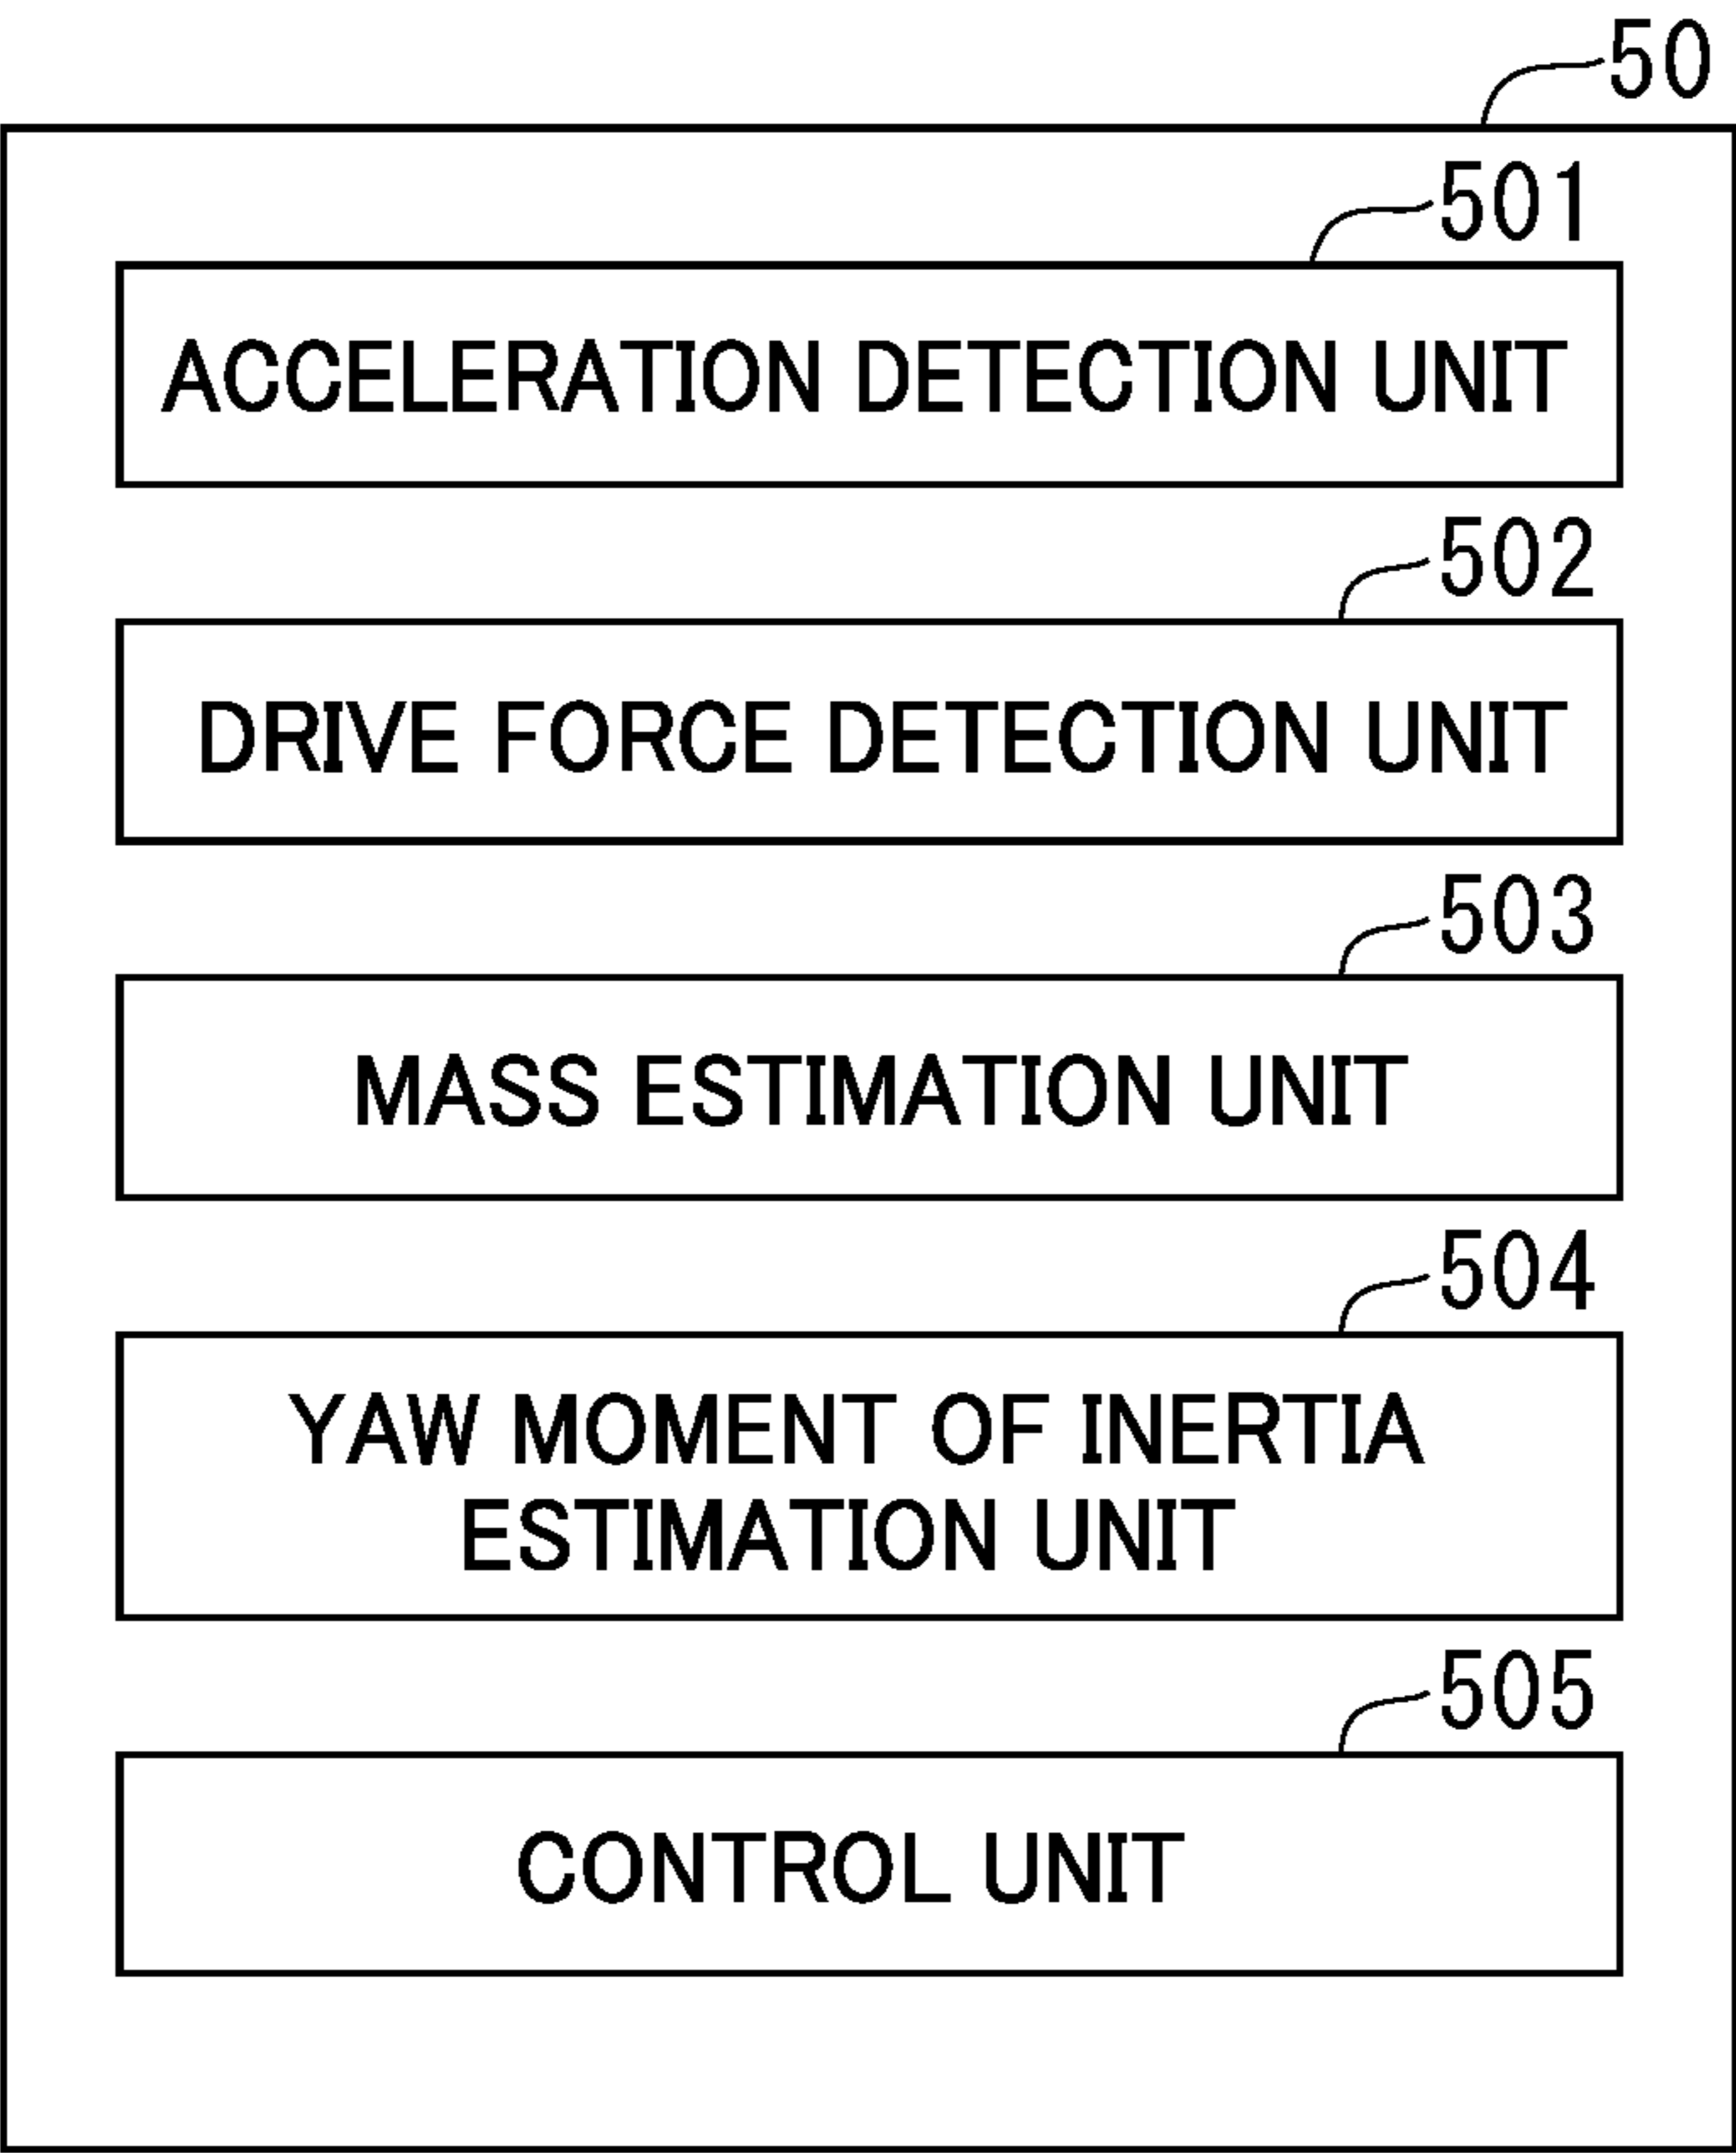 50
501
ACCELERATION DETECTION UNIT
502
DRIVE FORCE DETECTION UNIT
503
MASS ESTIMATION UNIT
504
YAW MOMENT OF INERTIA
ESTIMATION UNIT
505
CONTROL UNIT